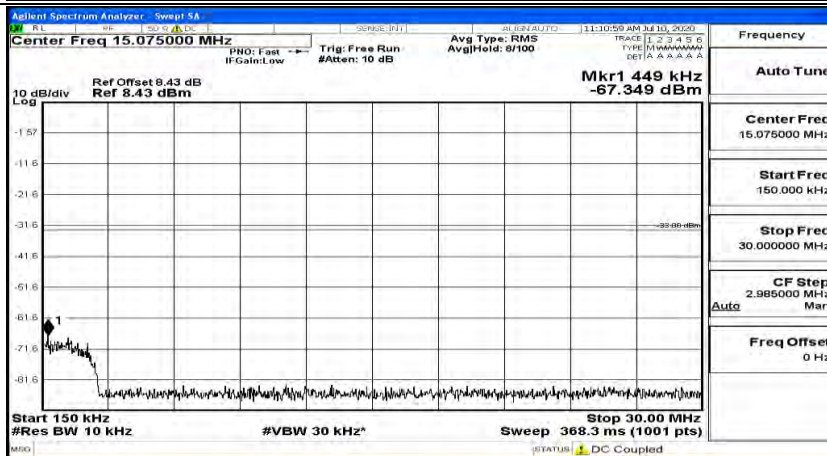 Agilent Spectrum Analyzer - Swept SA
RL RF 50 Ω DC SENSE:INT ALIGN AUTO 11:10:59 AM Jul 10, 2020
Center Freq 15.075000 MHz
PNO: Fast
IFGain:Low
Trig: Free Run
#Atten: 10 dB
Avg Type: RMS
Avg|Hold: 8/100
TRACE 1 2 3 4 5 6
TYPE M WWWWW
DET A A A A A A
Ref Offset 8.43 dB
10 dB/div Ref 8.43 dBm
Log
Mkr1 449 kHz
-67.349 dBm
-1.57
-11.6
-21.6
-31.6
-33.00 dBm
-41.6
-51.6
-61.6
1
-71.6
-81.6
Start 150 kHz
Stop 30.00 MHz
#Res BW 10 kHz
#VBW 30 kHz*
Sweep 368.3 ms (1001 pts)
MSG
STATUS DC Coupled
Frequency
Auto Tune
Center Freq
15.075000 MHz
Start Freq
150.000 kHz
Stop Freq
30.000000 MHz
CF Step
2.985000 MHz
Auto Man
Freq Offset
0 Hz